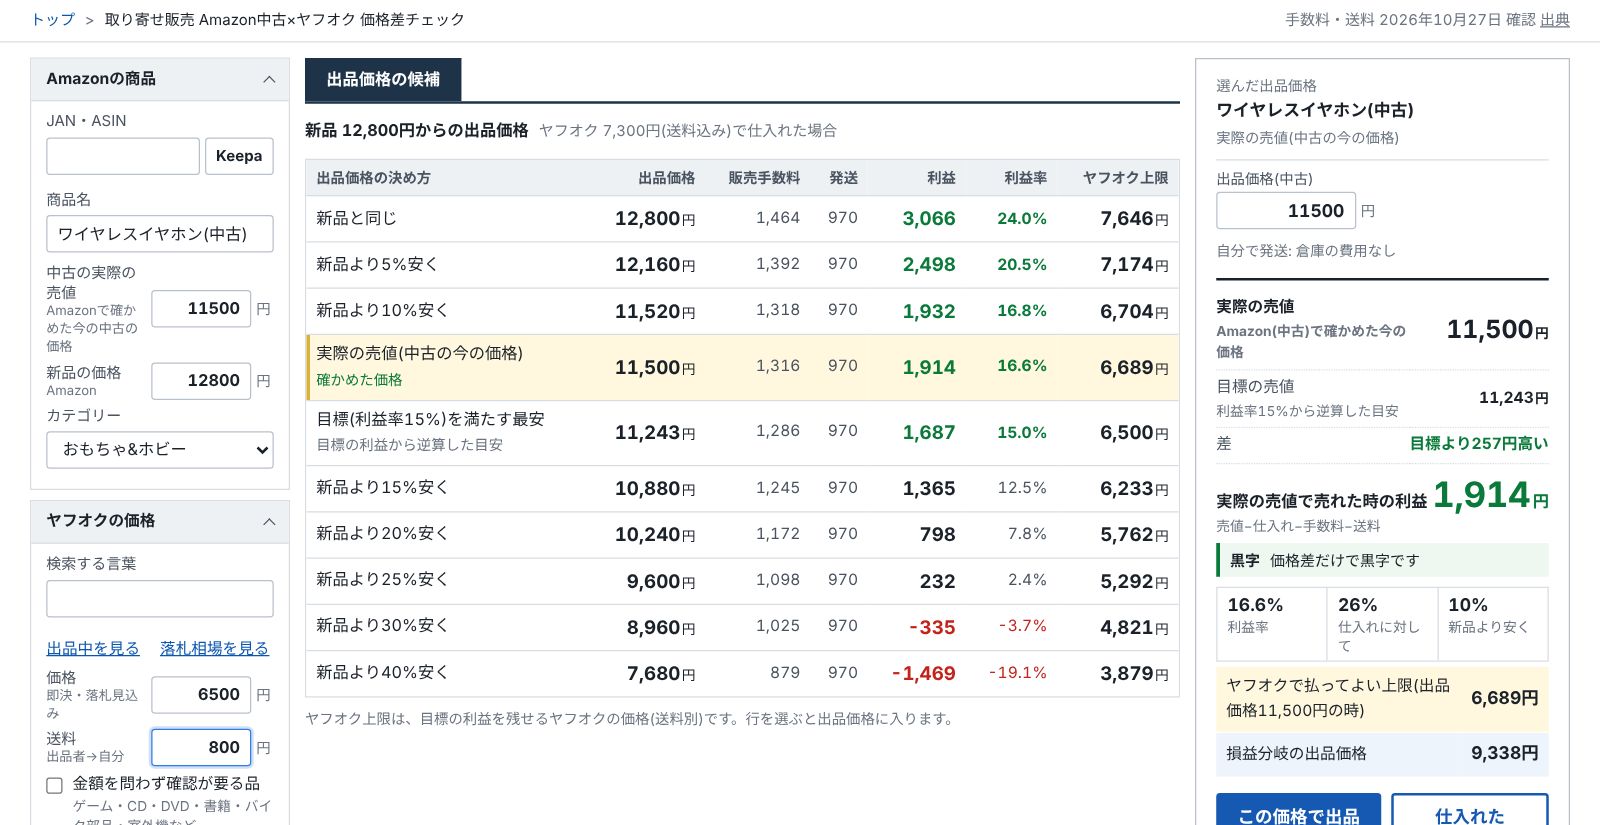 トップ > 取り寄せ販売 Amazon中古×ヤフオク 価格差チェック
手数料・送料 2026年10月27日 確認 出典
Amazonの商品
JAN・ASIN
Keepa
商品名
ワイヤレスイヤホン(中古)
中古の実際の
売値
Amazonで確か
めた今の中古の
価格
11500 円
新品の価格
Amazon
12800 円
カテゴリー
おもちゃ&ホビー
ヤフオクの価格
検索する言葉
出品中を見る 落札相場を見る
価格
即決・落札見込
み
6500 円
送料
出品者→自分
800 円
金額を問わず確認が要る品
ゲーム・CD・DVD・書籍・バイ
出品価格の候補
新品 12,800円からの出品価格 ヤフオク 7,300円(送料込み)で仕入れた場合
出品価格の決め方 出品価格 販売手数料 発送 利益 利益率 ヤフオク上限
新品と同じ 12,800円 1,464 970 3,066 24.0% 7,646円
新品より5%安く 12,160円 1,392 970 2,498 20.5% 7,174円
新品より10%安く 11,520円 1,318 970 1,932 16.8% 6,704円
実際の売値(中古の今の価格)
確かめた価格
11,500円 1,316 970 1,914 16.6% 6,689円
目標(利益率15%)を満たす最安
目標の利益から逆算した目安
11,243円 1,286 970 1,687 15.0% 6,500円
新品より15%安く 10,880円 1,245 970 1,365 12.5% 6,233円
新品より20%安く 10,240円 1,172 970 798 7.8% 5,762円
新品より25%安く 9,600円 1,098 970 232 2.4% 5,292円
新品より30%安く 8,960円 1,025 970 -335 -3.7% 4,821円
新品より40%安く 7,680円 879 970 -1,469 -19.1% 3,879円
ヤフオク上限は、目標の利益を残せるヤフオクの価格(送料別)です。行を選ぶと出品価格に入ります。
選んだ出品価格
ワイヤレスイヤホン(中古)
実際の売値(中古の今の価格)
出品価格(中古)
11500 円
自分で発送: 倉庫の費用なし
実際の売値
Amazon(中古)で確かめた今の
価格
11,500円
目標の売値
利益率15%から逆算した目安
11,243円
差 目標より257円高い
実際の売値で売れた時の利益 1,914円
売値−仕入れ−手数料−送料
黒字 価格差だけで黒字です
16.6%
利益率
26%
仕入れに対し
て
10%
新品より安く
ヤフオクで払ってよい上限(出品
価格11,500円の時)
6,689円
損益分岐の出品価格 9,338円
この価格で出品 仕入れた